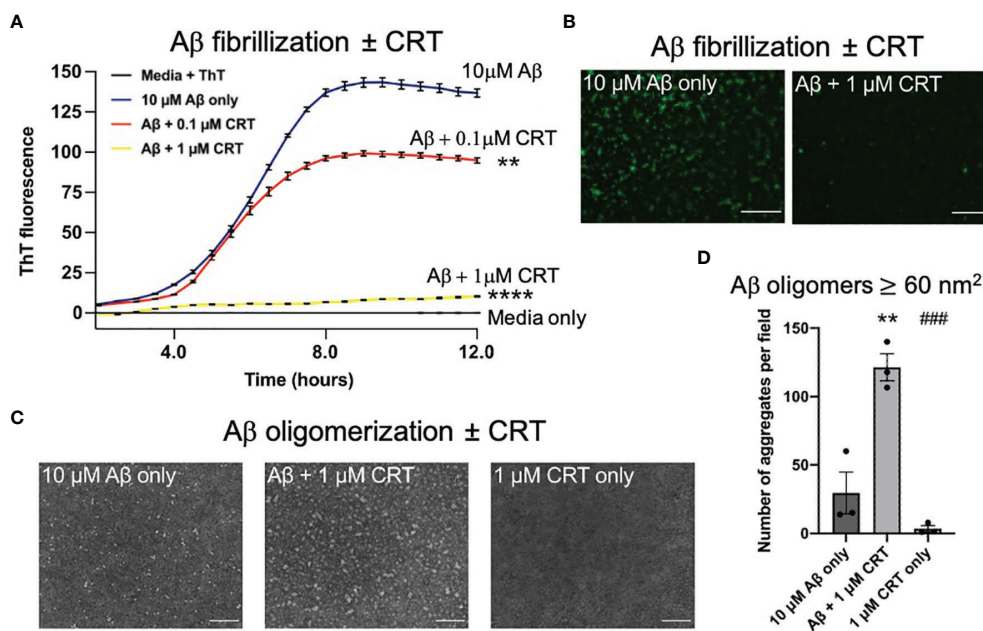 A
Aβ fibrillization ± CRT
ThT fluorescence
150
125
100
75
50
25
0
Media + ThT
10 µM Aβ only
Aβ + 0.1 µM CRT
Aβ + 1 µM CRT
10µM Aβ
Aβ + 0.1µM CRT
**
Aβ + 1µM CRT
****
Media only
4.0 8.0 12.0
Time (hours)
B
Aβ fibrillization ± CRT
10 µM Aβ only
Aβ + 1 µM CRT
C
Aβ oligomerization ± CRT
10 µM Aβ only
Aβ + 1 µM CRT
1 µM CRT only
D
Aβ oligomers ≥ 60 nm²
Number of aggregates per field
150
100
50
0
** ###
10 µM Aβ only
Aβ + 1 µM CRT
1 µM CRT only